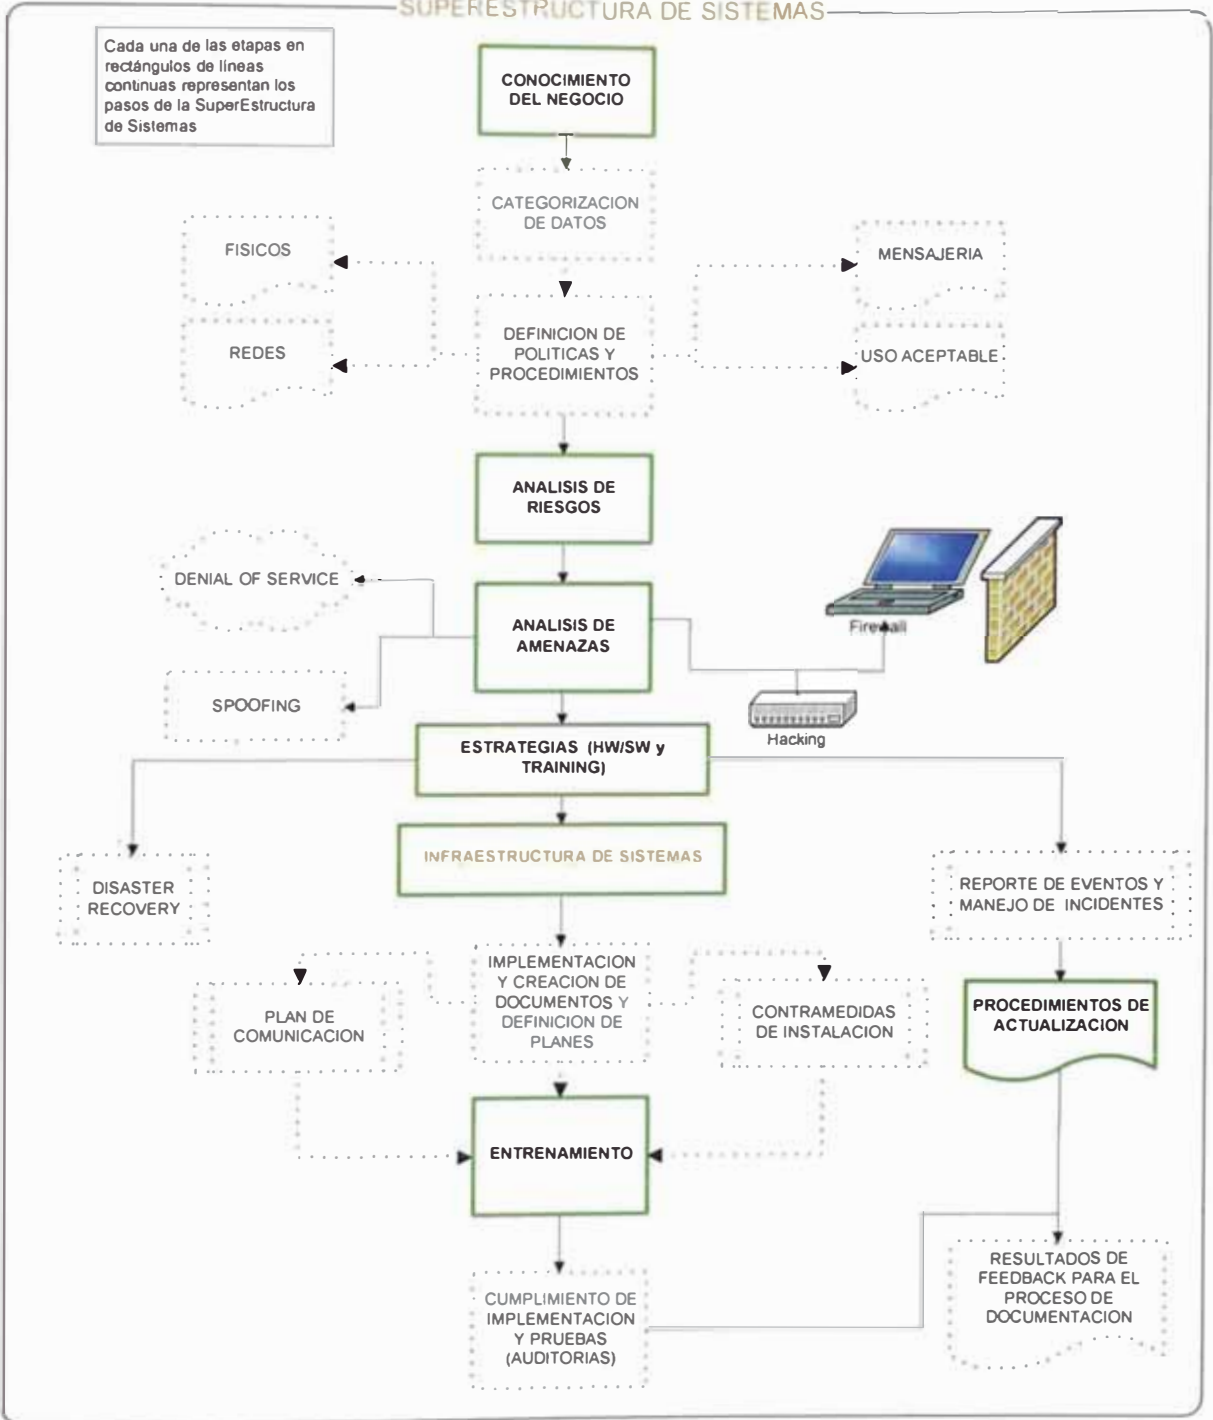 SUPERESTRUCTURA DE SISTEMAS
Cada una de las etapas en
rectángulos de líneas
continuas representan los
pasos de la SuperEstructura
de Sistemas
CONOCIMIENTO
DEL NEGOCIO
CATEGORIZACION
DE DATOS
FISICOS
MENSAJERIA
DEFINICION DE
POLITICAS Y
PROCEDIMIENTOS
REDES
USO ACEPTABLE
ANALISIS DE
RIESGOS
DENIAL OF SERVICE
ANALISIS DE
AMENAZAS
Firewall
SPOOFING
Hacking
ESTRATEGIAS (HW/SW y
TRAINING)
INFRAESTRUCTURA DE SISTEMAS
DISASTER
RECOVERY
REPORTE DE EVENTOS Y
MANEJO DE INCIDENTES
IMPLEMENTACION
Y CREACION DE
DOCUMENTOS Y
DEFINICION DE
PLANES
PLAN DE
COMUNICACION
CONTRAMEDIDAS
DE INSTALACION
PROCEDIMIENTOS DE
ACTUALIZACION
ENTRENAMIENTO
CUMPLIMIENTO DE
IMPLEMENTACION
Y PRUEBAS
(AUDITORIAS)
RESULTADOS DE
FEEDBACK PARA EL
PROCESO DE
DOCUMENTACION